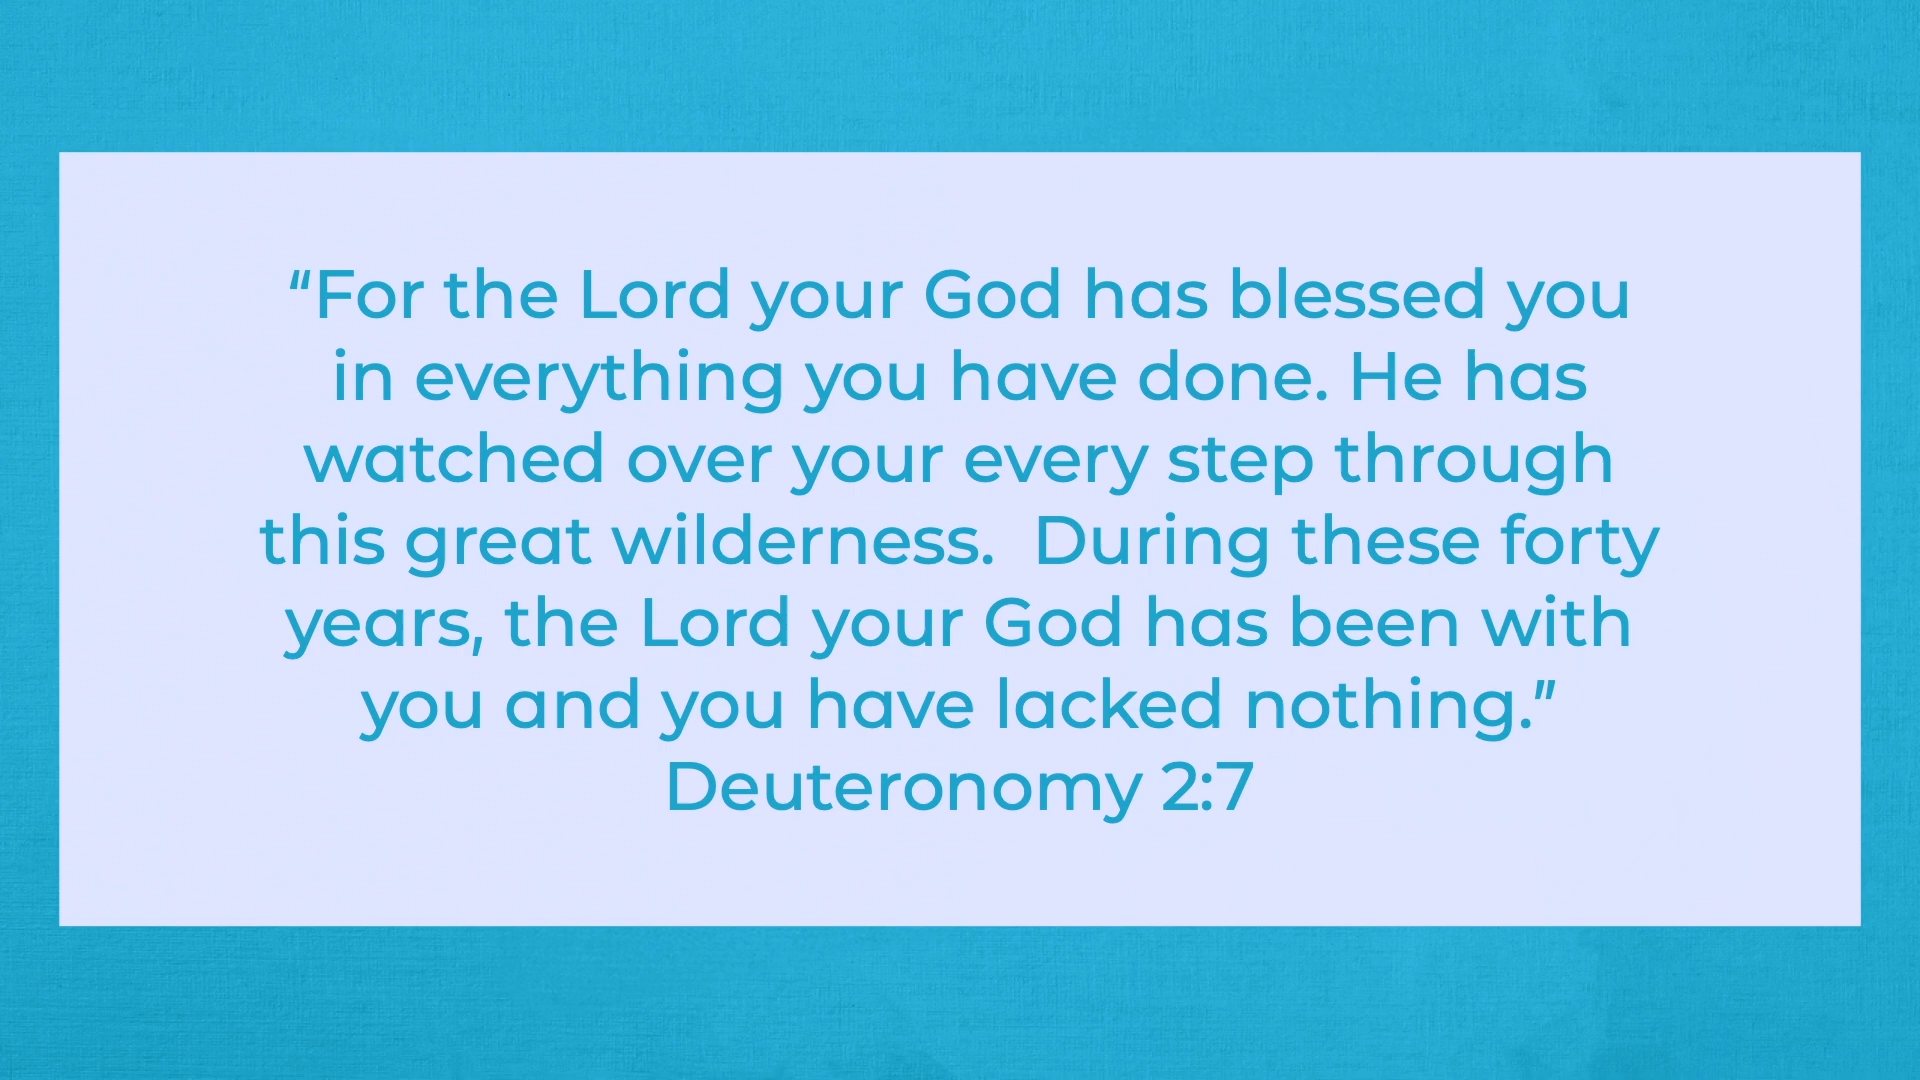 “For the Lord your God has blessed you
in everything you have done. He has
watched over your every step through
this great wilderness.  During these forty
years, the Lord your God has been with
you and you have lacked nothing.”
Deuteronomy 2:7